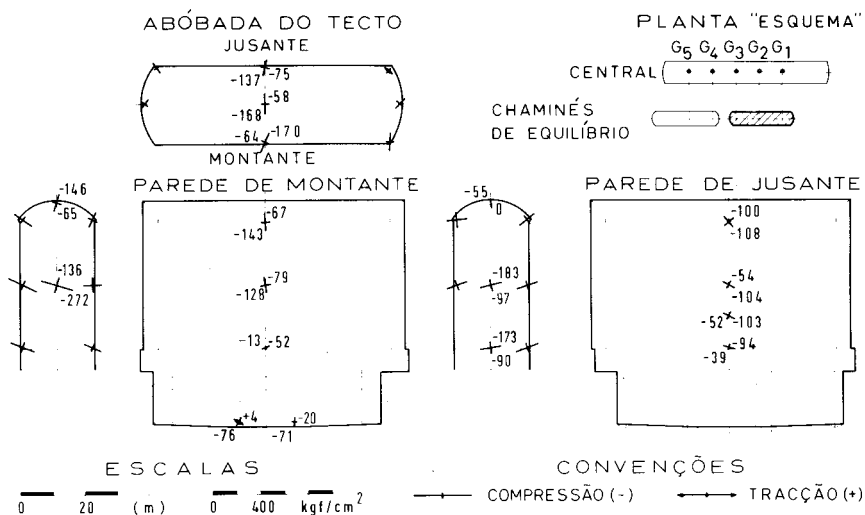 ABÓBADA DO TECTO
JUSANTE
-75
-137
-58
-168
-64 -170
MONTANTE
PLANTA "ESQUEMA"
G5 G4 G3 G2 G1
CENTRAL
CHAMINÉS
DE EQUILÍBRIO
-146
-65
-136
-272
PAREDE DE MONTANTE
-67
-143
-79
-128
-13 -52
+4 -20
-76 -71
-55
0
-183
-97
-173
-90
PAREDE DE JUSANTE
-100
-108
-54
-104
-52 -103
-94
-39
ESCALAS
0 20 (m) 0 400 kgf/cm2
CONVENÇÕES
COMPRESSÃO (-) TRACÇÃO (+)